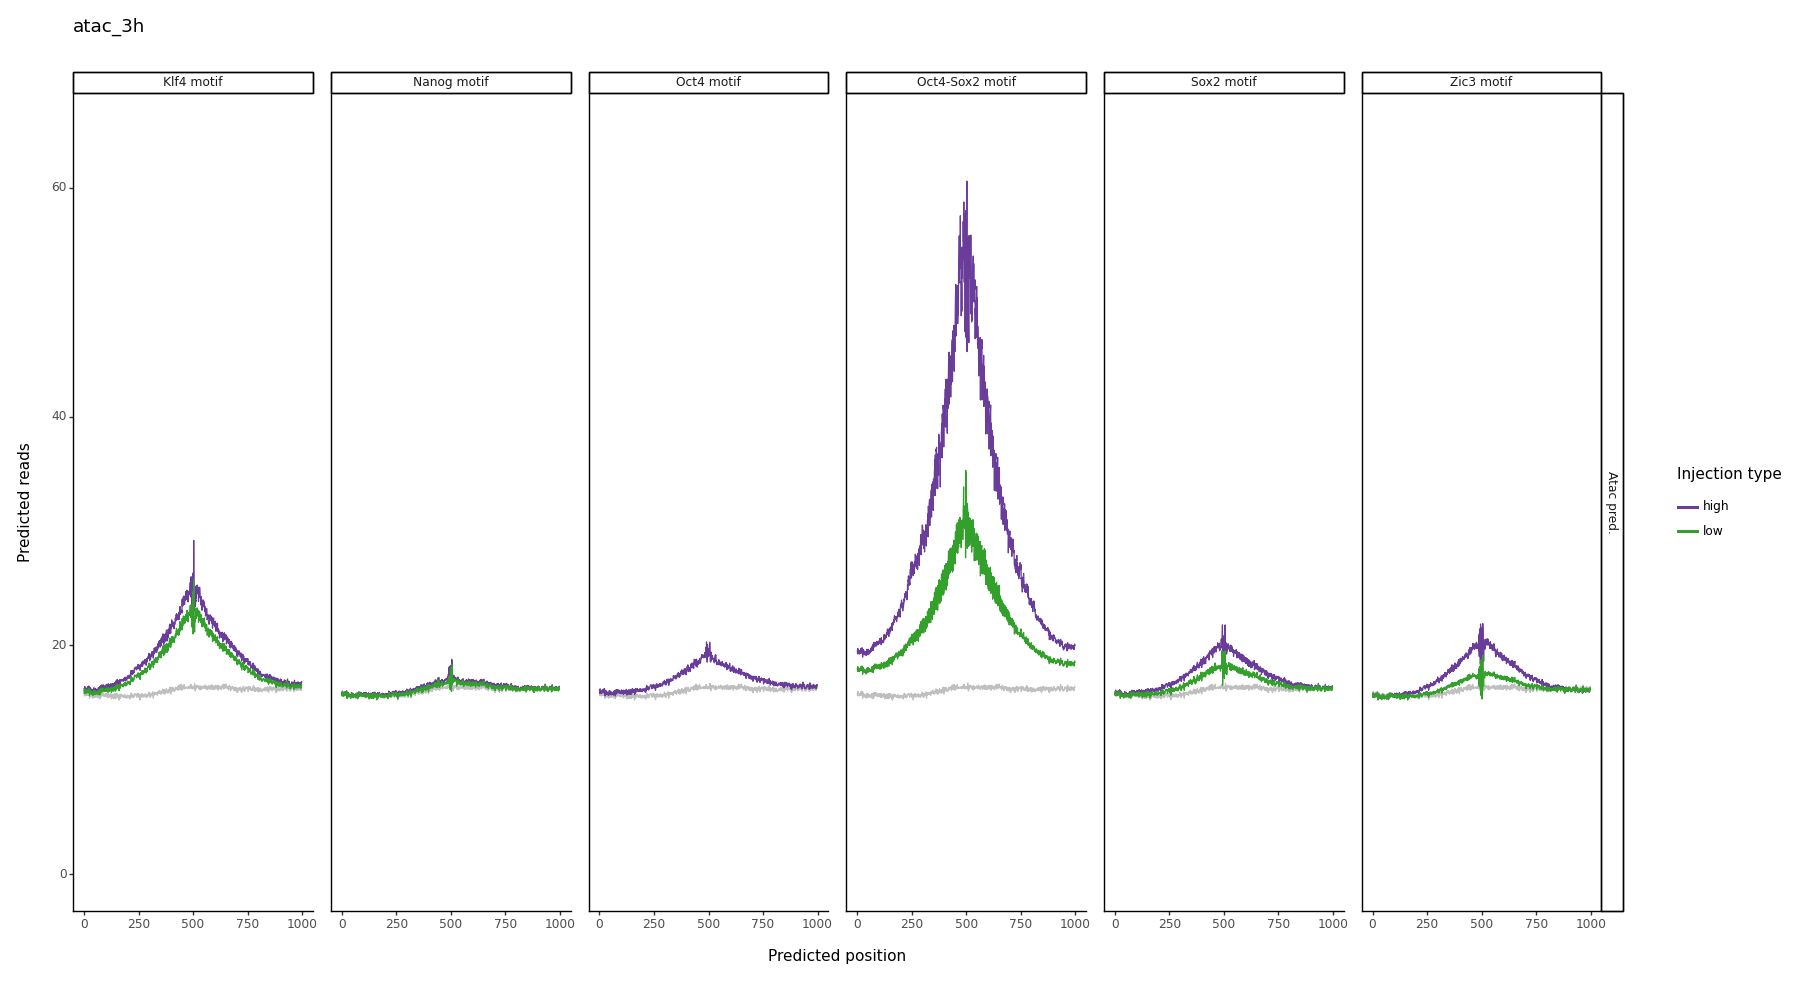 atac_3h
Klf4 motif
Nanog motif
Oct4 motif
Oct4-Sox2 motif
Sox2 motif
Zic3 motif
Predicted reads
60
40
20
0
Atac pred.
Injection type
high
low
0 250 500 750 1000
0 250 500 750 1000
0 250 500 750 1000
0 250 500 750 1000
0 250 500 750 1000
0 250 500 750 1000
Predicted position